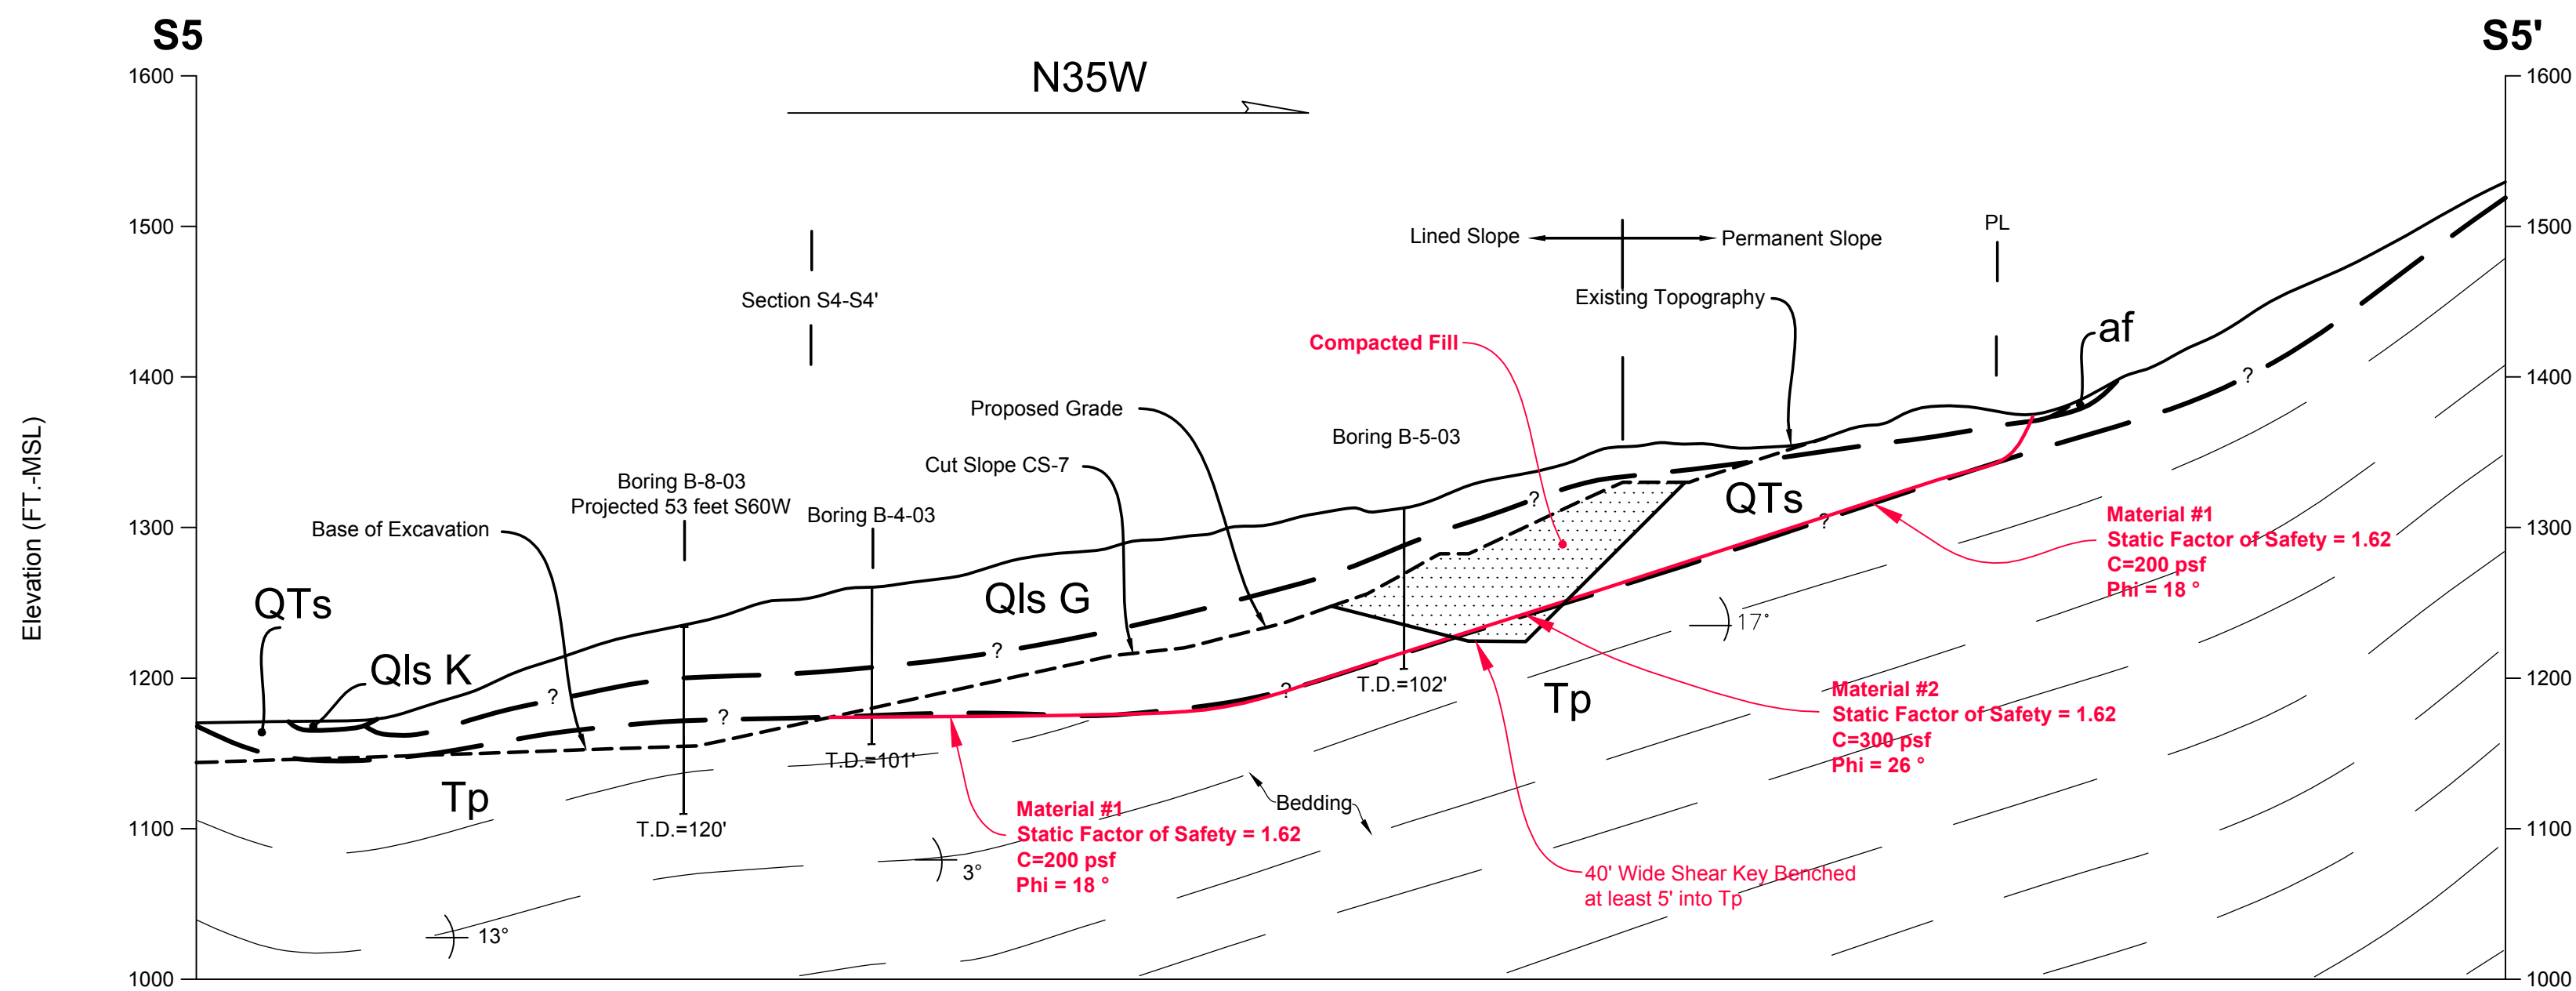 S5
S5'
N35W
1600
1600
1500
1500
1400
1400
1300
1300
1200
1200
1100
1100
1000
1000
Elevation (FT.-MSL)
Section S4-S4'
Lined Slope
Permanent Slope
PL
Existing Topography
af
Compacted Fill
Proposed Grade
Cut Slope CS-7
Boring B-5-03
Boring B-8-03
Projected 53 feet S60W
Boring B-4-03
Base of Excavation
QTs
Qls K
Qls G
QTs
?
?
?
?
?
?
?
Material #1
Static Factor of Safety = 1.62
C=200 psf
Phi = 18 °
17°
T.D.=102'
Tp
Material #2
Static Factor of Safety = 1.62
C=300 psf
Phi = 26 °
T.D.=101'
Tp
T.D.=120'
Bedding
Material #1
Static Factor of Safety = 1.62
C=200 psf
Phi = 18 °
3°
40' Wide Shear Key Benched
at least 5' into Tp
13°